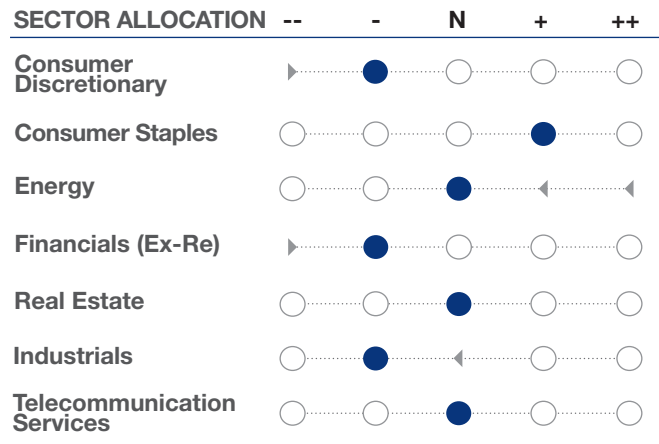 SECTOR ALLOCATION -- - N + ++
Consumer
Discretionary
Consumer Staples
Energy
Financials (Ex-Re)
Real Estate
Industrials
Telecommunication
Services